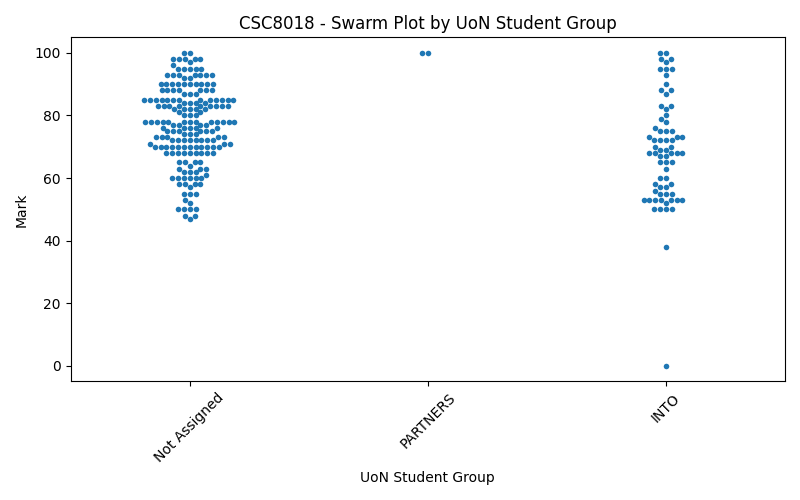 CSC8018 - Swarm Plot by UoN Student Group
Mark
100
80
60
40
20
0
Not Assigned
PARTNERS
INTO
UoN Student Group